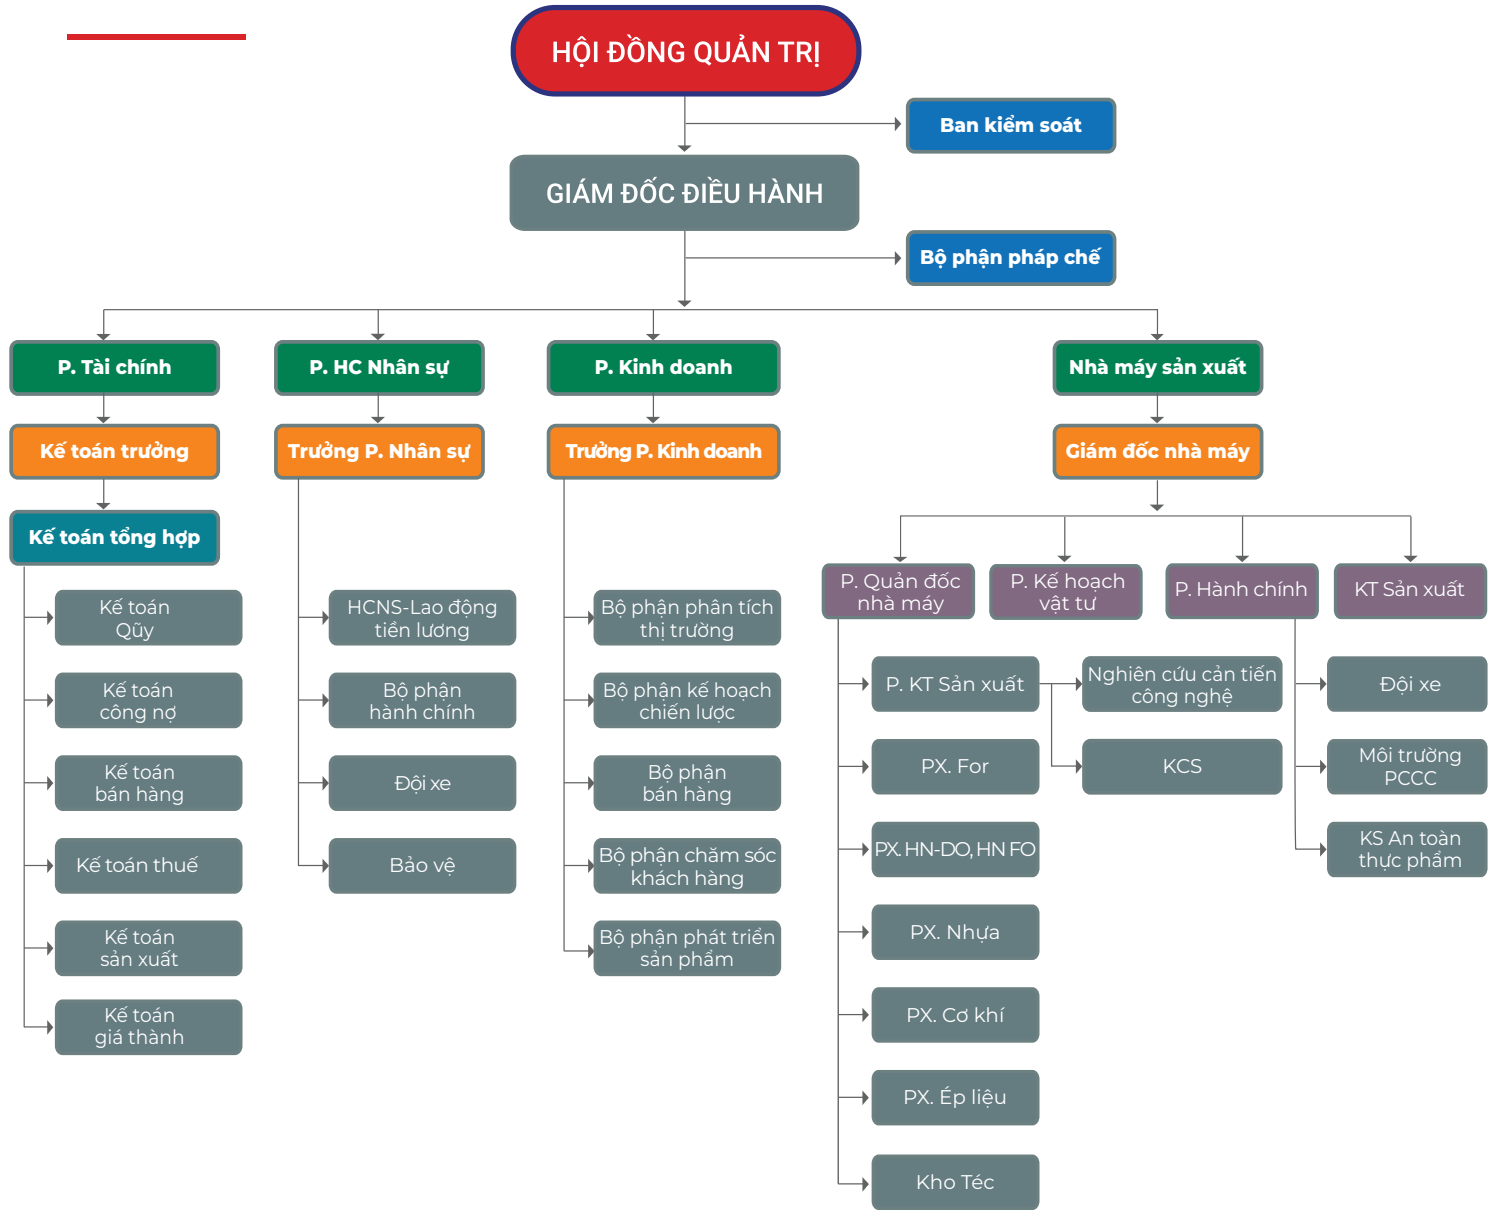 HỘI ĐỒNG QUẢN TRỊ
Ban kiểm soát
GIÁM ĐỐC ĐIỀU HÀNH
Bộ phận pháp chế
P. Tài chính
P. HC Nhân sự
P. Kinh doanh
Nhà máy sản xuất
Kế toán trưởng
Trưởng P. Nhân sự
Trưởng P. Kinh doanh
Giám đốc nhà máy
Kế toán tổng hợp
Kế toán
Qũy
Kế toán
công nợ
Kế toán
bán hàng
Kế toán thuế
Kế toán
sản xuất
Kế toán
giá thành
HCNS-Lao động
tiền lương
Bộ phận
hành chính
Đội xe
Bảo vệ
Bộ phận phân tích
thị trường
Bộ phận kế hoạch
chiến lược
Bộ phận
bán hàng
Bộ phận chăm sóc
khách hàng
Bộ phận phát triển
sản phẩm
P. Quản đốc
nhà máy
P. Kế hoạch
vật tư
P. Hành chính
KT Sản xuất
P. KT Sản xuất
PX. For
PX. HN-DO, HN FO
PX. Nhựa
PX. Cơ khí
PX. Ép liệu
Kho Téc
Nghiên cứu cản tiến
công nghệ
KCS
Đội xe
Môi trường
PCCC
KS An toàn
thực phẩm